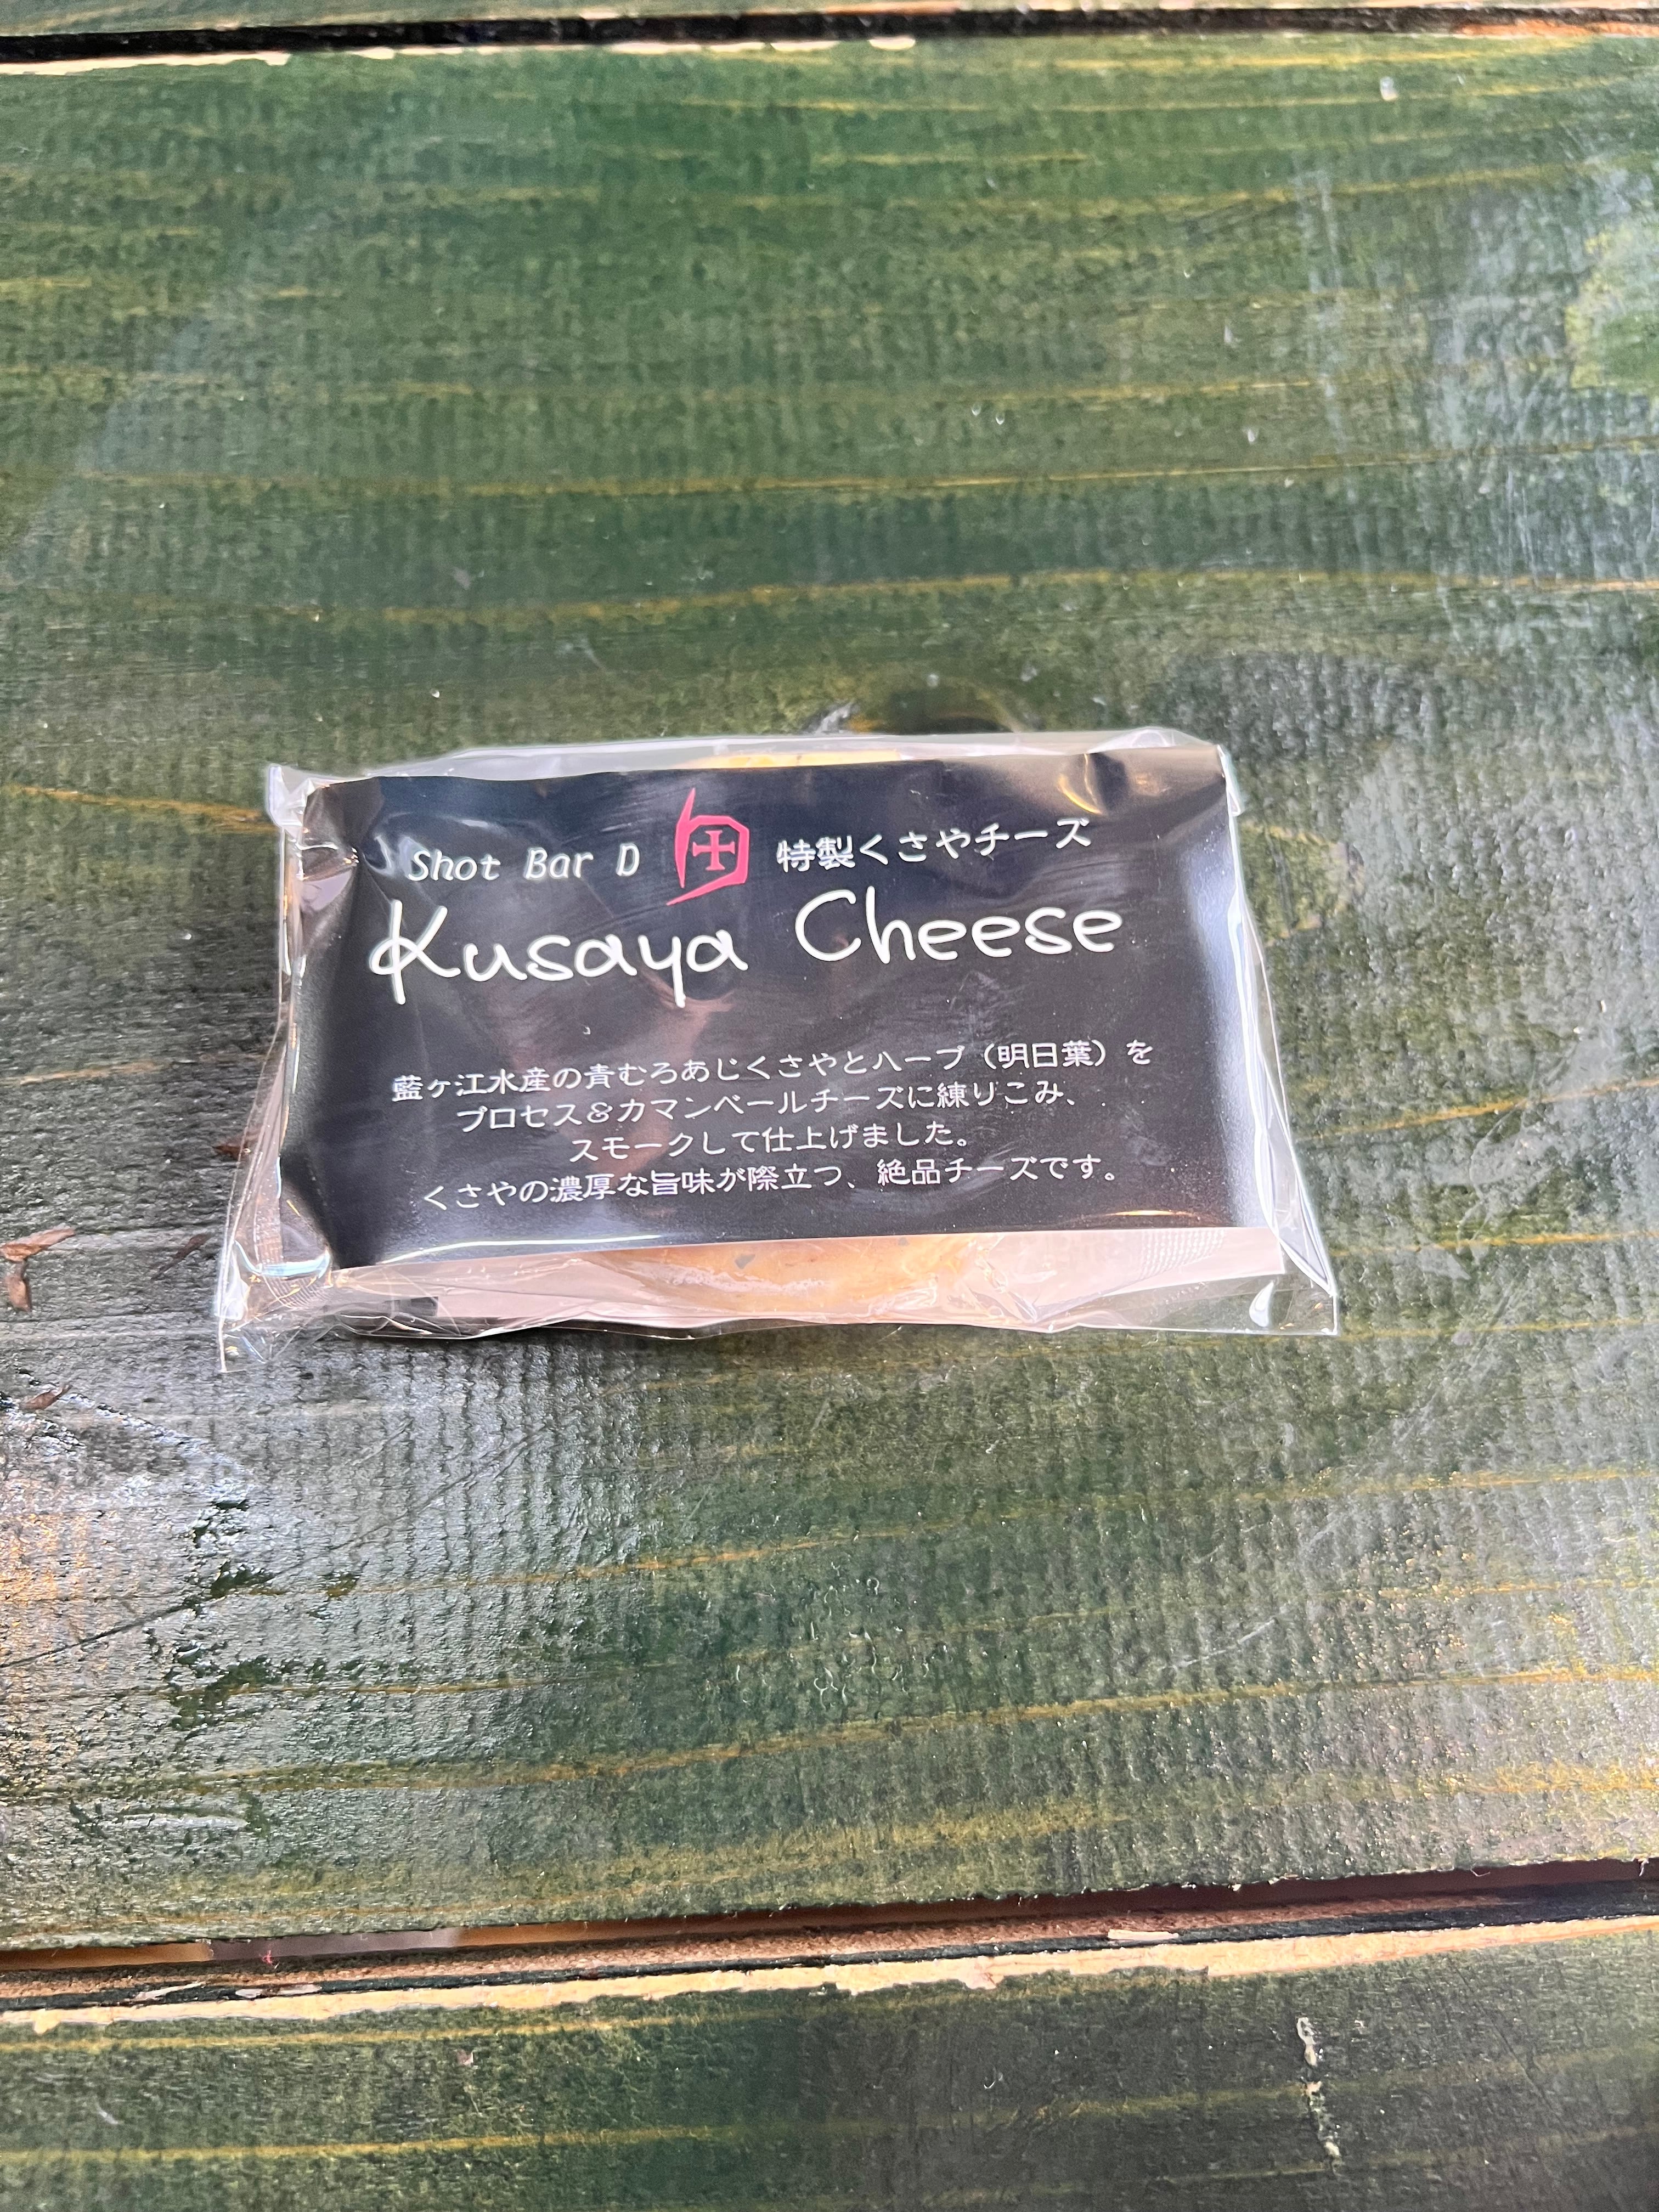 Shot Bar D 特製くさやチーズ
Kusaya Cheese
藍ヶ江水産の青むろあじくさやとハーブ（明日葉）を
プロセス＆カマンベールチーズに練りこみ、
スモークして仕上げました。
くさやの濃厚な旨味が際立つ、絶品チーズです。